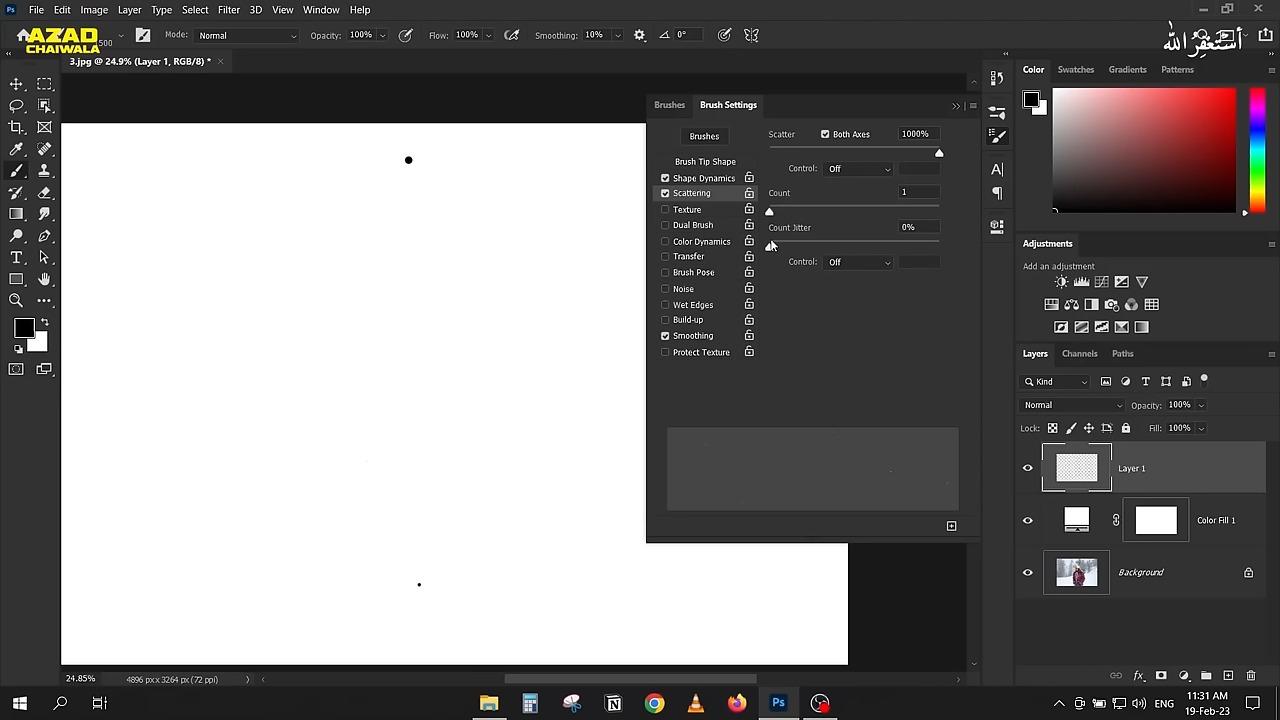 File Edit Image Layer Type Select Filter 3D View Window Help
AZAD
CHAIWALA
500 Mode: Normal Opacity: 100% Flow: 100% Smoothing: 10% 0°
أستغفر الله
3.jpg @ 24.9% (Layer 1, RGB/8) *
Brushes Brush Settings
Brushes
Brush Tip Shape
Shape Dynamics
Scattering
Texture
Dual Brush
Color Dynamics
Transfer
Brush Pose
Noise
Wet Edges
Build-up
Smoothing
Protect Texture
Scatter Both Axes 1000%
Control: Off
Count 1
Count Jitter 0%
Control: Off
Color Swatches Gradients Patterns
Adjustments
Add an adjustment
Layers Channels Paths
Kind
Normal Opacity: 100%
Lock: Fill: 100%
Layer 1
Color Fill 1
Background
24.85% 4896 px x 3264 px (72 ppi)
ENG
11:31 AM
19-Feb-23